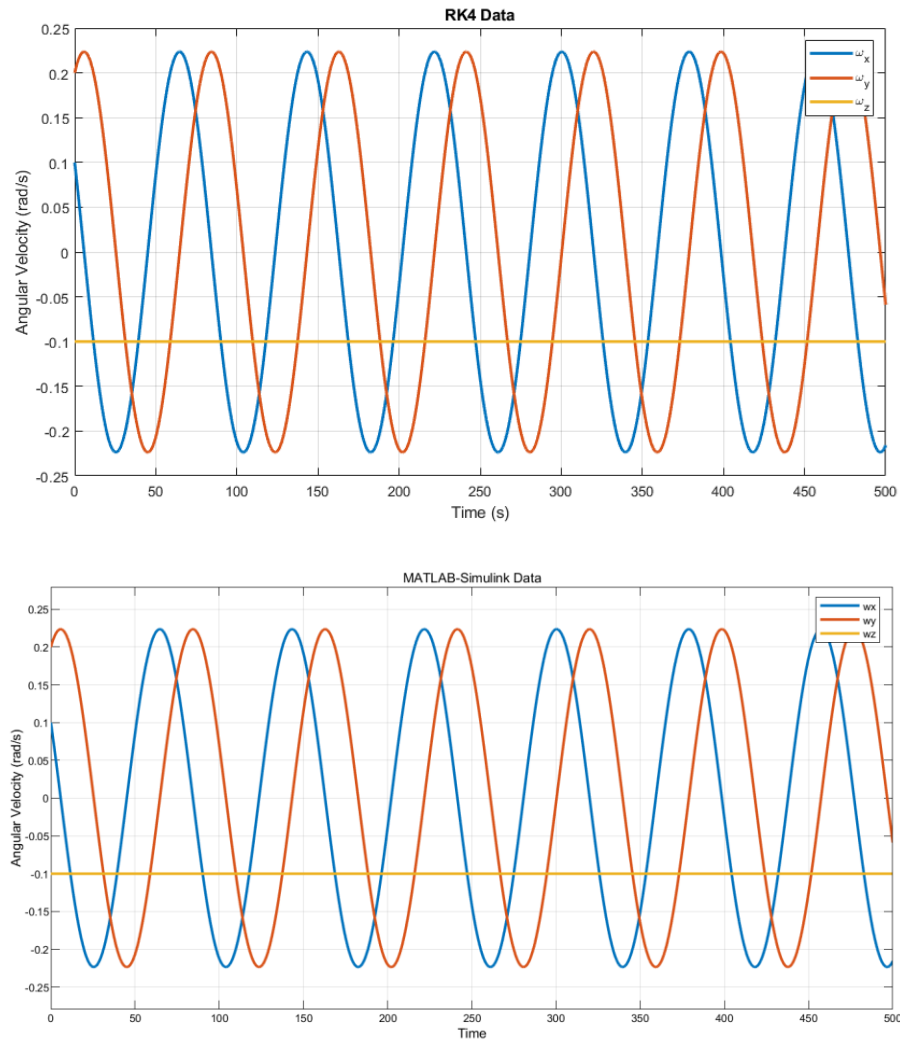 RK4 Data
0.25
0.2
0.15
0.1
0.05
0
-0.05
-0.1
-0.15
-0.2
-0.25
Angular Velocity (rad/s)
0 50 100 150 200 250 300 350 400 450 500
Time (s)
ωx
ωy
ωz
MATLAB-Simulink Data
0.25
0.2
0.15
0.1
0.05
0
-0.05
-0.1
-0.15
-0.2
-0.25
Angular Velocity (rad/s)
0 50 100 150 200 250 300 350 400 450 500
Time
wx
wy
wz